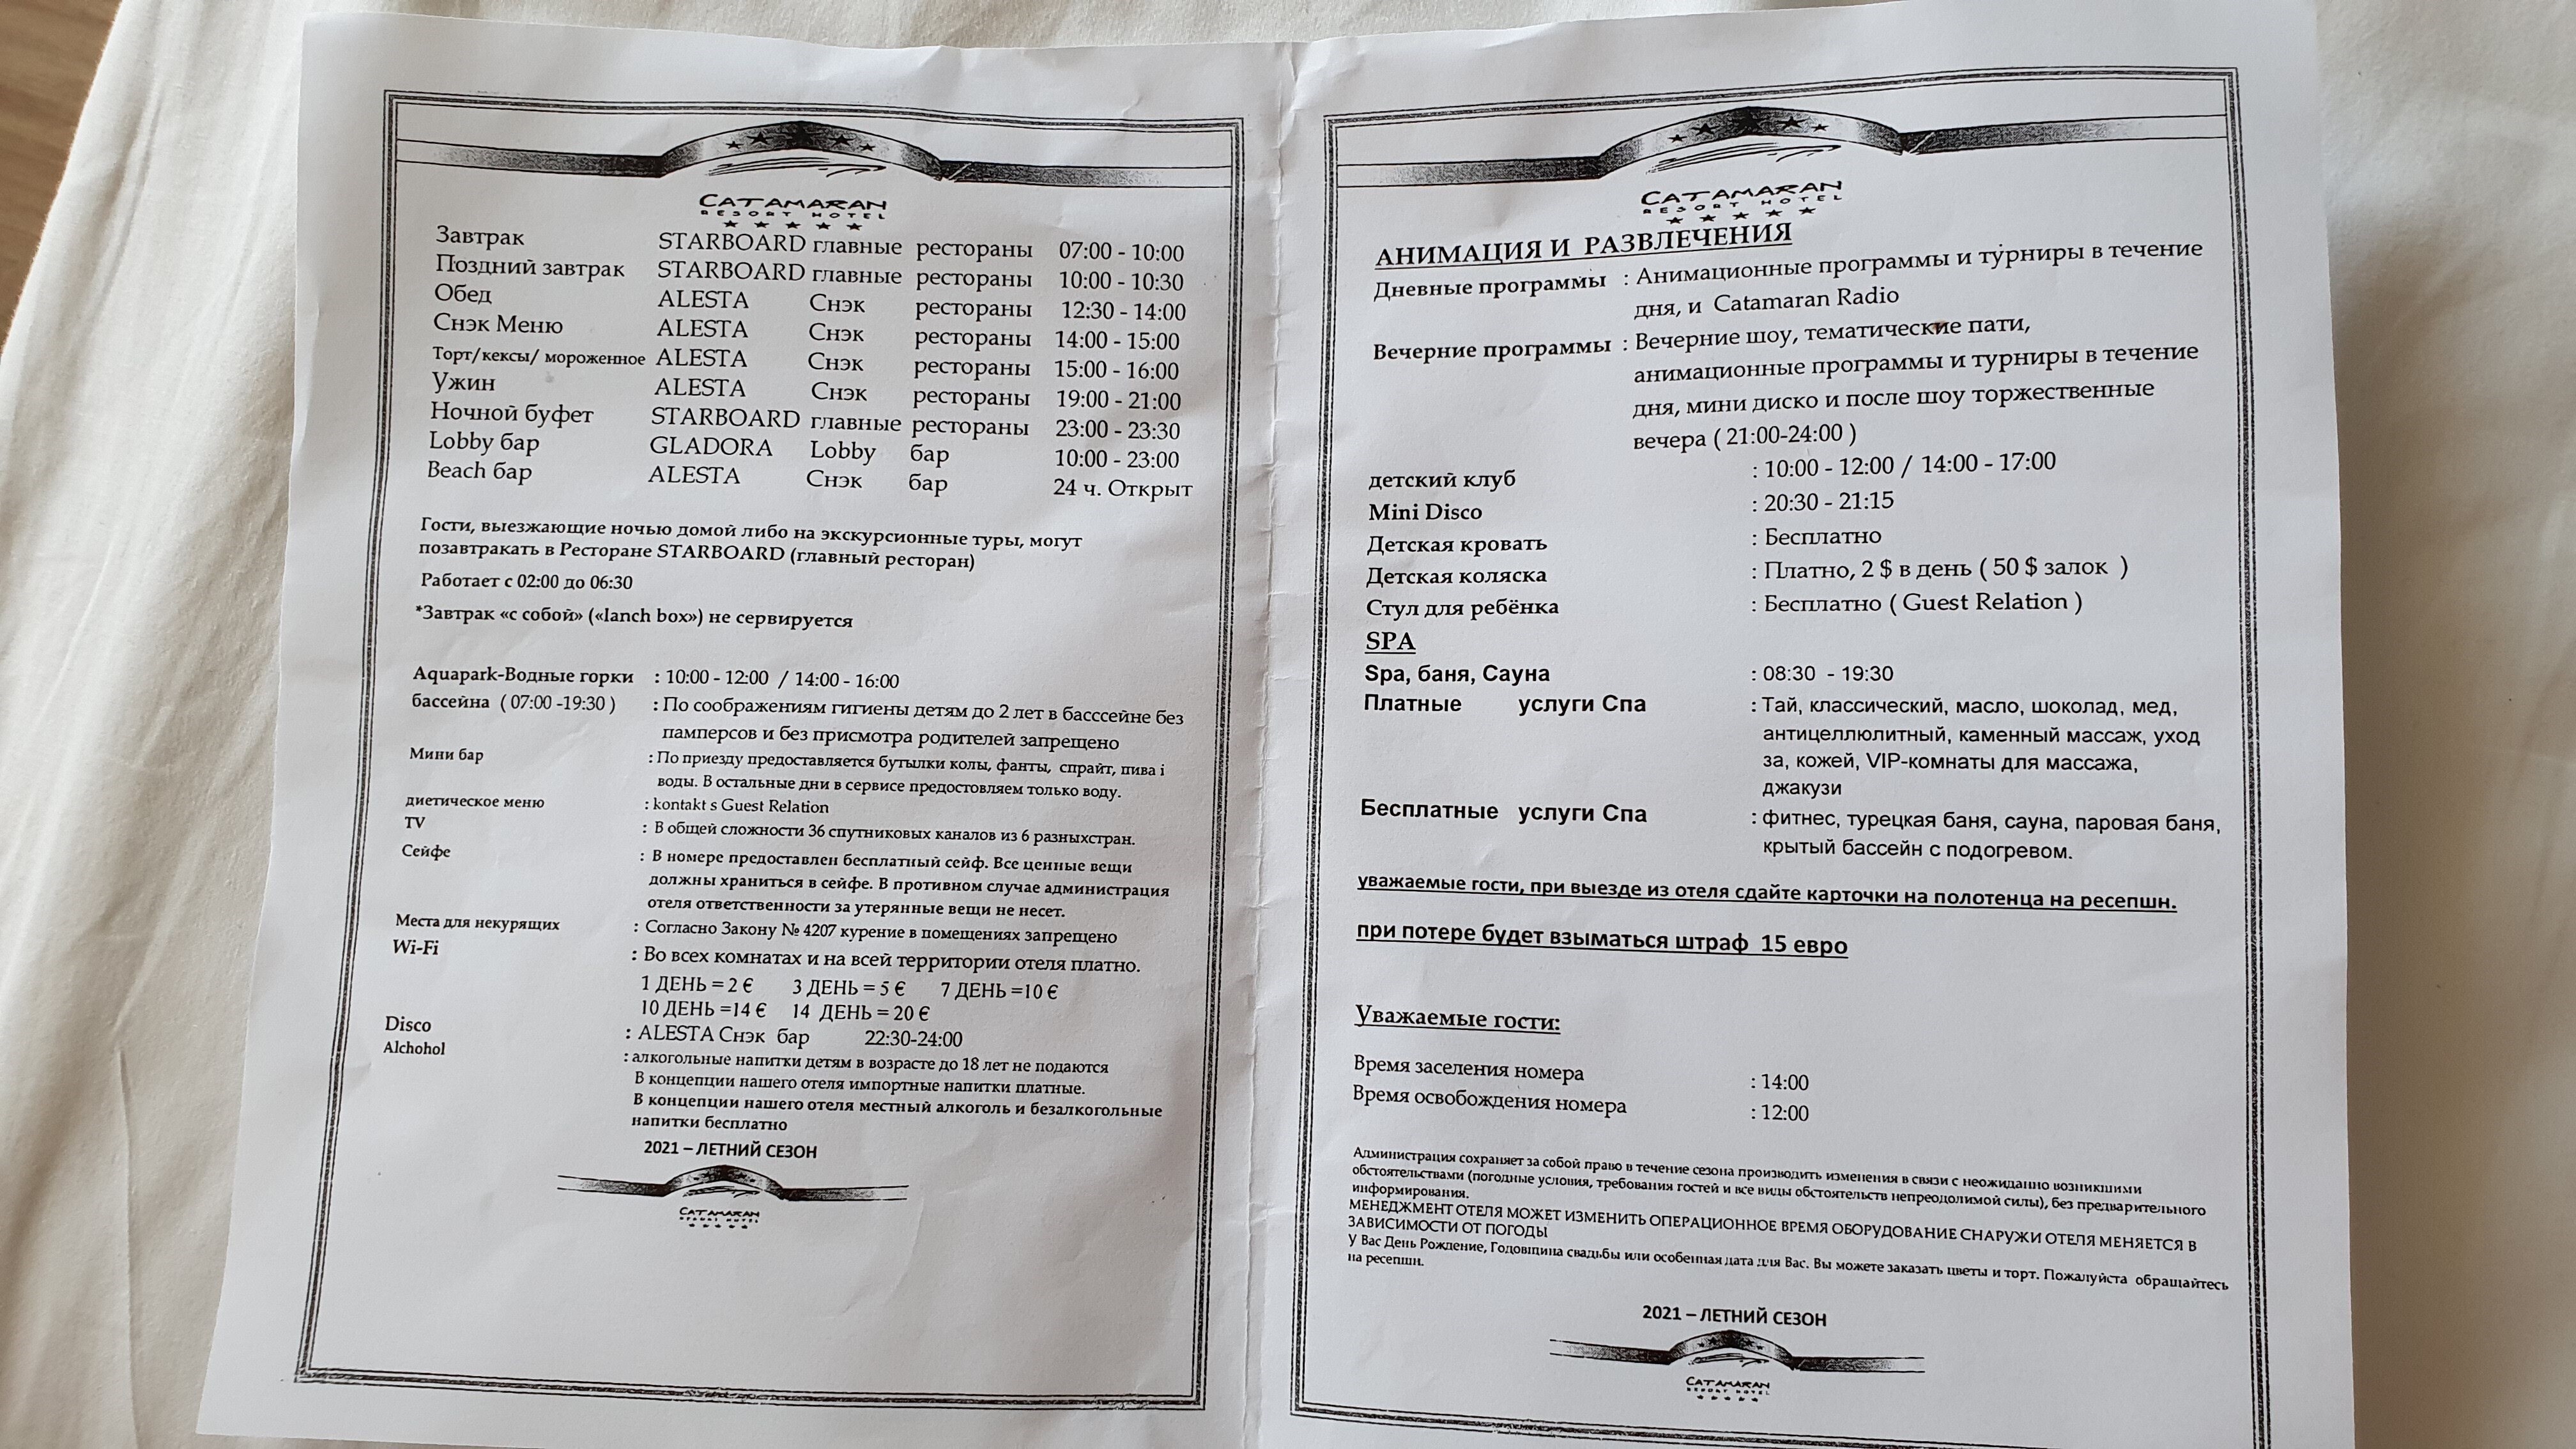 CATAMARAN
RESORT HOTEL
Завтрак STARBOARD главные рестораны 07:00 - 10:00
Поздний завтрак STARBOARD главные рестораны 10:00 - 10:30
Обед ALESTA Снэк рестораны 12:30 - 14:00
Снэк Меню ALESTA Снэк рестораны 14:00 - 15:00
Торт/кексы/ мороженное ALESTA Снэк рестораны 15:00 - 16:00
Ужин ALESTA Снэк рестораны 19:00 - 21:00
Ночной буфет STARBOARD главные рестораны 23:00 - 23:30
Lobby бар GLADORA Lobby бар 10:00 - 23:00
Beach бар ALESTA Снэк бар 24 ч. Открыт
Гости, выезжающие ночью домой либо на экскурсионные туры, могут
позавтракать в Ресторане STARBOARD (главный ресторан)
Работает с 02:00 до 06:30
*Завтрак «с собой» («lanch box») не сервируется
Aquapark-Водные горки : 10:00 - 12:00 / 14:00 - 16:00
бассейна ( 07:00 -19:30 ) : По соображениям гигиены детям до 2 лет в басссейне без
памперсов и без присмотра родителей запрещено
Мини бар : По приезду предоставляется бутылки колы, фанты, спрайт, пива i
воды. В остальные дни в сервисе предостовляем только воду.
диетическое меню : kontakt s Guest Relation
TV : В общей сложности 36 спутниковых каналов из 6 разныхстран.
Сейфе : В номере предоставлен бесплатный сейф. Все ценные вещи
должны храниться в сейфе. В противном случае администрация
отеля ответственности за утерянные вещи не несет.
Места для некурящих : Согласно Закону № 4207 курение в помещениях запрещено
Wi-Fi : Во всех комнатах и на всей территории отеля платно.
1 ДЕНЬ = 2 € 3 ДЕНЬ = 5 € 7 ДЕНЬ =10 €
10 ДЕНЬ =14 € 14 ДЕНЬ = 20 €
Disco : ALESTA Снэк бар 22:30-24:00
Alchohol : алкогольные напитки детям в возрасте до 18 лет не подаются
В концепции нашего отеля импортные напитки платные.
В концепции нашего отеля местный алкоголь и безалкогольные
напитки бесплатно
2021 – ЛЕТНИЙ СЕЗОН
CATAMARAN
RESORT HOTEL
CATAMARAN
RESORT HOTEL
АНИМАЦИЯ И РАЗВЛЕЧЕНИЯ
Дневные программы : Анимационные программы и турниры в течение
дня, и Catamaran Radio
Вечерние программы : Вечерние шоу, тематические пати,
анимационные программы и турниры в течение
дня, мини диско и после шоу торжественные
вечера ( 21:00-24:00 )
детский клуб : 10:00 - 12:00 / 14:00 - 17:00
Mini Disco : 20:30 - 21:15
Детская кровать : Бесплатно
Детская коляска : Платно, 2 $ в день ( 50 $ залок )
Стул для ребёнка : Бесплатно ( Guest Relation )
SPA
Spa, баня, Сауна : 08:30 - 19:30
Платные услуги Спа : Тай, классический, масло, шоколад, мед,
антицеллюлитный, каменный массаж, уход
за, кожей, VIP-комнаты для массажа,
джакузи
Бесплатные услуги Спа : фитнес, турецкая баня, сауна, паровая баня,
крытый бассейн с подогревом.
уважаемые гости, при выезде из отеля сдайте карточки на полотенца на ресепшн.
при потере будет взыматься штраф 15 евро
Уважаемые гости:
Время заселения номера : 14:00
Время освобождения номера : 12:00
Администрация сохраняет за собой право в течение сезона производить изменения в связи с неожиданно возникшими
обстоятельствами (погодные условия, требования гостей и все виды обстоятельств непреодолимой силы), без предварительного
информирования.
МЕНЕДЖМЕНТ ОТЕЛЯ МОЖЕТ ИЗМЕНИТЬ ОПЕРАЦИОННОЕ ВРЕМЯ ОБОРУДОВАНИЕ СНАРУЖИ ОТЕЛЯ МЕНЯЕТСЯ В
ЗАВИСИМОСТИ ОТ ПОГОДЫ
У Вас День Рождение, Годовщина свадьбы или особенная дата для Вас. Вы можете заказать цветы и торт. Пожалуйста обращайтесь
на ресепшн.
2021 – ЛЕТНИЙ СЕЗОН
CATAMARAN
RESORT HOTEL